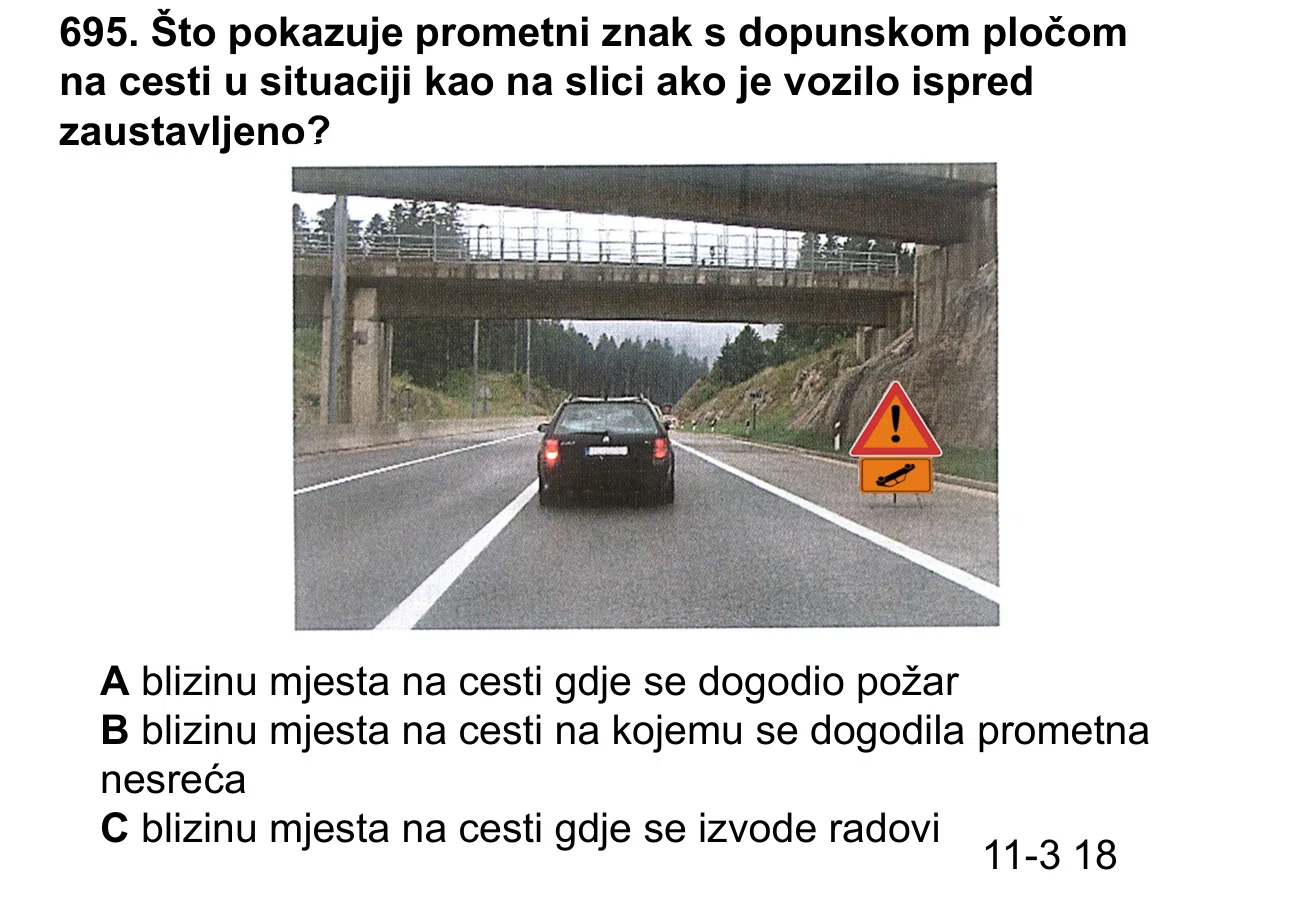 695. Što pokazuje prometni znak s dopunskom pločom
na cesti u situaciji kao na slici ako je vozilo ispred
zaustavljeno?
A blizinu mjesta na cesti gdje se dogodio požar
B blizinu mjesta na cesti na kojemu se dogodila prometna
nesreća
C blizinu mjesta na cesti gdje se izvode radovi
11-3 18